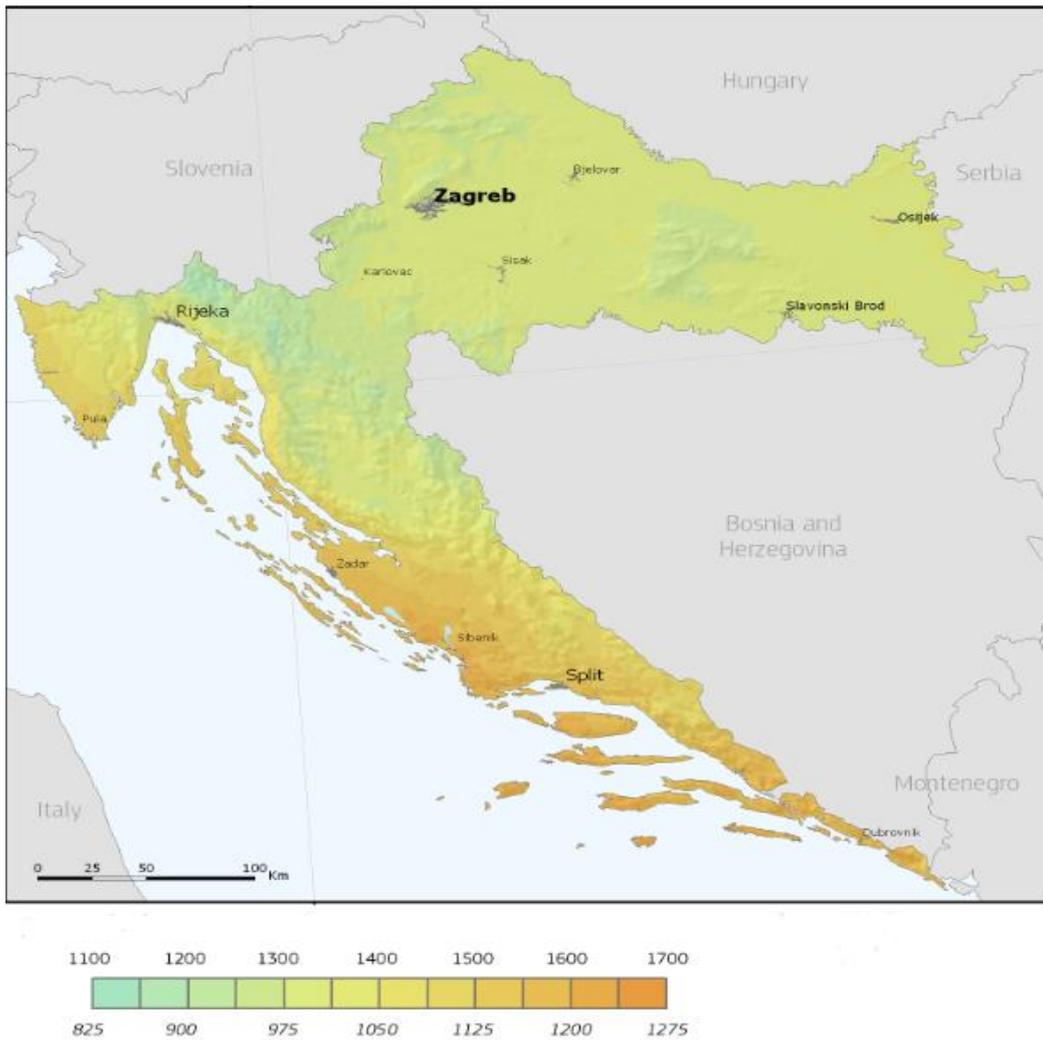 Hungary
Slovenia
Serbia
Bjelovar
Zagreb
Osijek
Sisak
Karlovac
Rijeka
Slavonski Brod
Pula
Bosnia and
Herzegovina
Zadar
Sibenik
Split
Montenegro
Italy
Dubrovnik
0 25 50 100 Km
1100 1200 1300 1400 1500 1600 1700
825 900 975 1050 1125 1200 1275